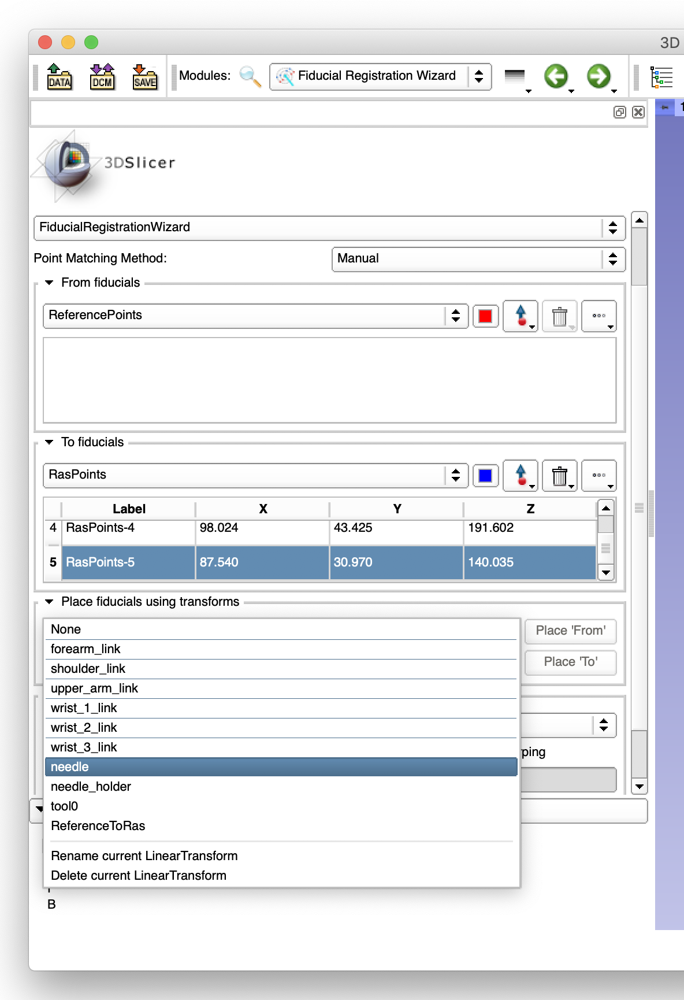 3D
DATA
DCM
SAVE
Modules:
Fiducial Registration Wizard
1
3DSlicer
FiducialRegistrationWizard
Point Matching Method:
Manual
From fiducials
ReferencePoints
To fiducials
RasPoints
Label X Y Z
4 RasPoints-4 98.024 43.425 191.602
5 RasPoints-5 87.540 30.970 140.035
Place fiducials using transforms
None
Place 'From'
forearm_link
shoulder_link
Place 'To'
upper_arm_link
wrist_1_link
wrist_2_link
wrist_3_link
ping
needle
needle_holder
tool0
ReferenceToRas
Rename current LinearTransform
Delete current LinearTransform
B